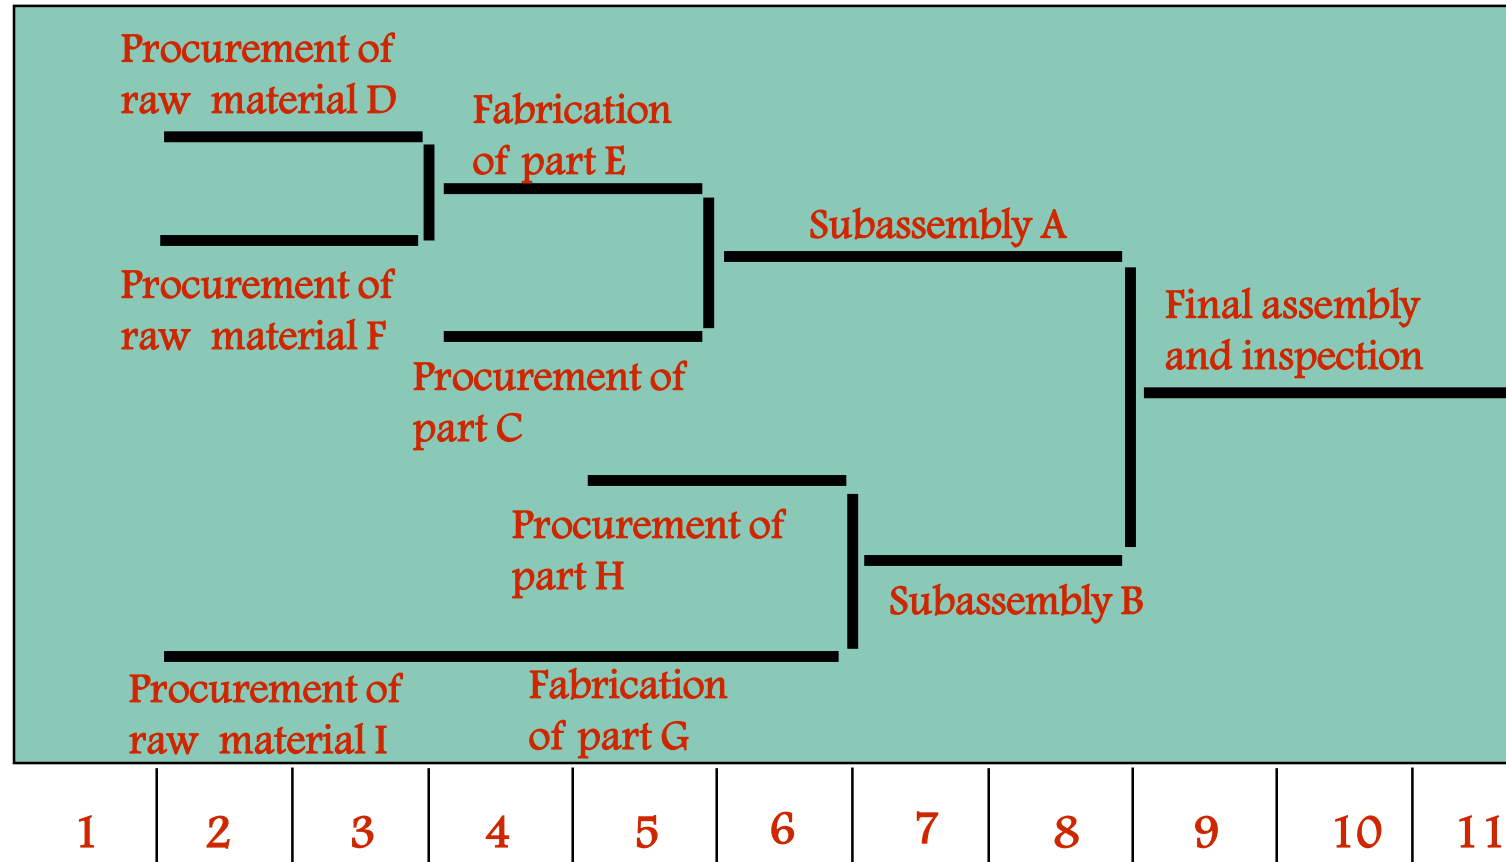 Procurement of
raw material D
Fabrication
of part E
Subassembly A
Procurement of
raw material F
Final assembly
and inspection
Procurement of
part C
Procurement of
part H
Subassembly B
Procurement of
raw material I
Fabrication
of part G
1 2 3 4 5 6 7 8 9 10 11